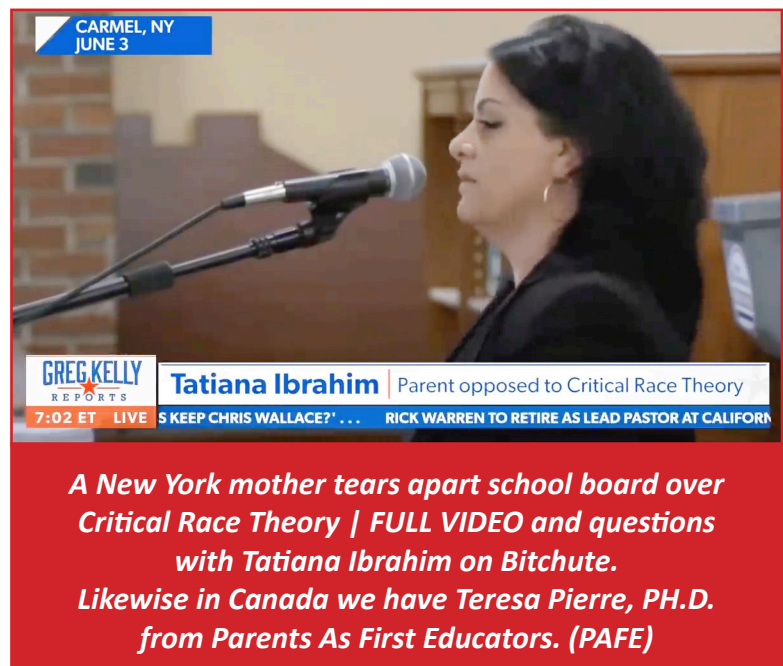 CARMEL, NY
JUNE 3
GREG KELLY
REPORTS
Tatiana Ibrahim | Parent opposed to Critical Race Theory
7:02 ET LIVE S KEEP CHRIS WALLACE?' . . . RICK WARREN TO RETIRE AS LEAD PASTOR AT CALIFORN
A New York mother tears apart school board over
Critical Race Theory | FULL VIDEO and questions
with Tatiana Ibrahim on Bitchute.
Likewise in Canada we have Teresa Pierre, PH.D.
from Parents As First Educators. (PAFE)